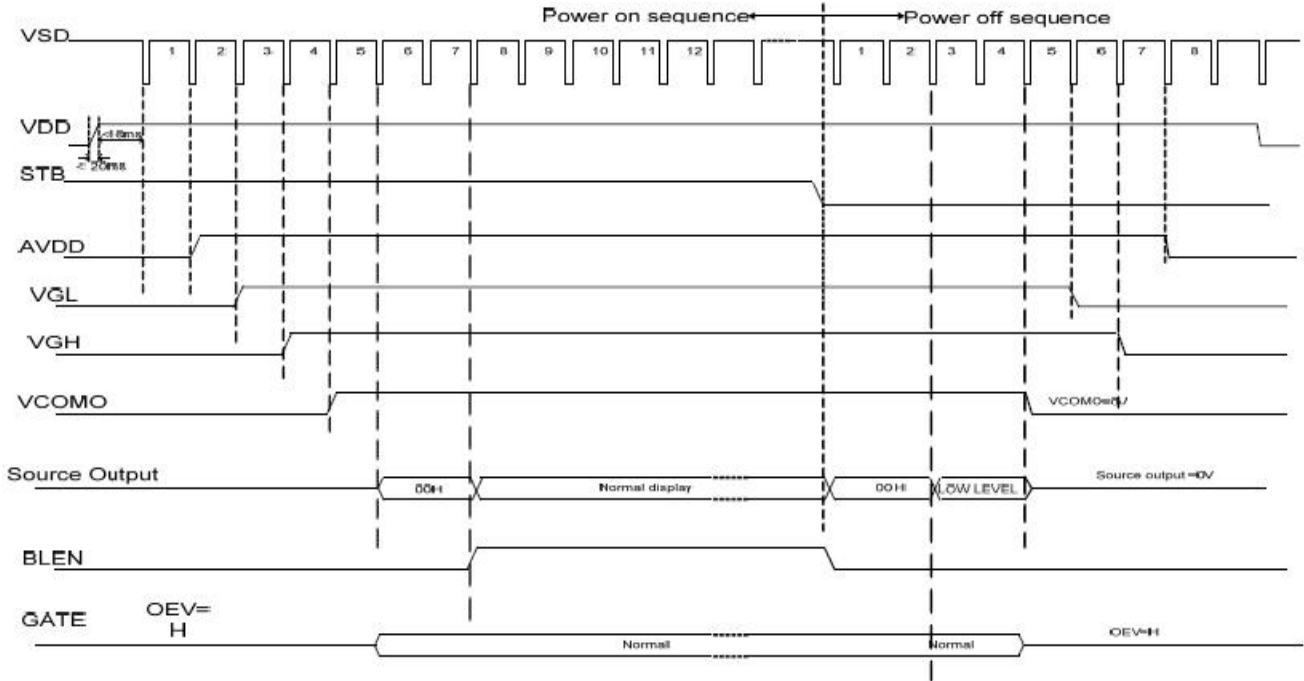 Power on sequence
Power off sequence
VSD
1 2 3 4 5 6 7 8 9 10 11 12 1 2 3 4 5 6 7 8
VDD
<18ms
20ms
STB
AVDD
VGL
VGH
VCOMO
Source Output
00H
Normal display
00H
LOW LEVEL
Source output=0V
BLEN
GATE
OEV=
H
Normal
Normal
OEV=H